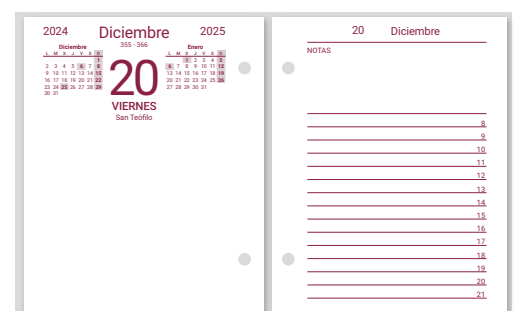 2024 Diciembre 2025
355 - 366
Diciembre
L M X J V S D
1
2 3 4 5 6 7 8
9 10 11 12 13 14 15
16 17 18 19 20 21 22
23 24 25 26 27 28 29
30 31
20
Enero
L M X J V S D
1 2 3 4 5
6 7 8 9 10 11 12
13 14 15 16 17 18 19
20 21 22 23 24 25 26
27 28 29 30 31
VIERNES
San Teófilo
20 Diciembre
NOTAS
8
9
10
11
12
13
14
15
16
17
18
19
20
21